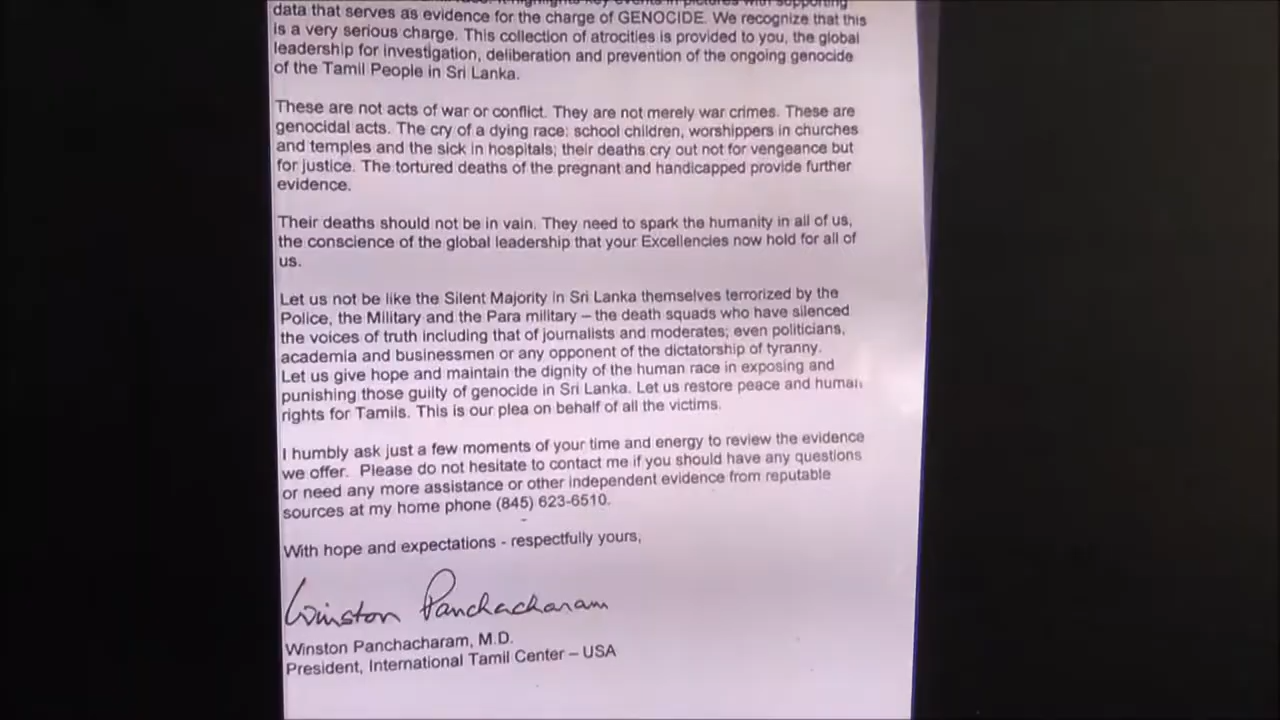 data that serves as evidence for the charge of GENOCIDE. We recognize that this
is a very serious charge. This collection of atrocities is provided to you, the global
leadership for investigation, deliberation and prevention of the ongoing genocide
of the Tamil People in Sri Lanka.
These are not acts of war or conflict. They are not merely war crimes. These are
genocidal acts. The cry of a dying race: school children, worshippers in churches
and temples and the sick in hospitals; their deaths cry out not for vengeance but
for justice. The tortured deaths of the pregnant and handicapped provide further
evidence.
Their deaths should not be in vain. They need to spark the humanity in all of us,
the conscience of the global leadership that your Excellencies now hold for all of
us.
Let us not be like the Silent Majority in Sri Lanka themselves terrorized by the
Police, the Military and the Para military – the death squads who have silenced
the voices of truth including that of journalists and moderates; even politicians,
academia and businessmen or any opponent of the dictatorship of tyranny.
Let us give hope and maintain the dignity of the human race in exposing and
punishing those guilty of genocide in Sri Lanka. Let us restore peace and human
rights for Tamils. This is our plea on behalf of all the victims.
I humbly ask just a few moments of your time and energy to review the evidence
we offer.  Please do not hesitate to contact me if you should have any questions
or need any more assistance or other independent evidence from reputable
sources at my home phone (845) 623-6510.
With hope and expectations - respectfully yours,
Winston Panchacharam
Winston Panchacharam, M.D.
President, International Tamil Center – USA